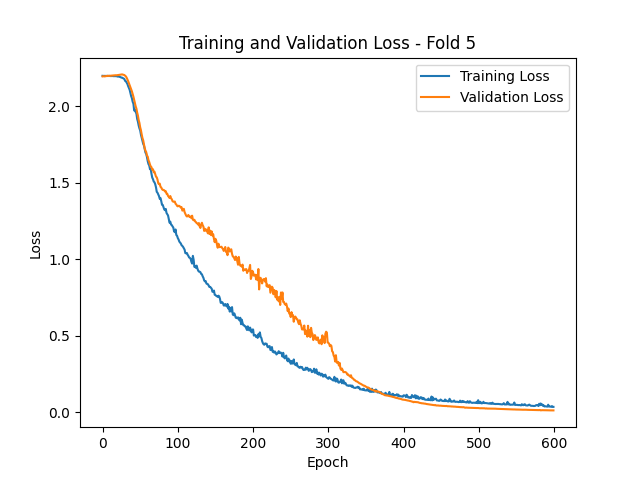 Training and Validation Loss - Fold 5
Training Loss
Validation Loss
Loss
2.0
1.5
1.0
0.5
0.0
0 100 200 300 400 500 600
Epoch